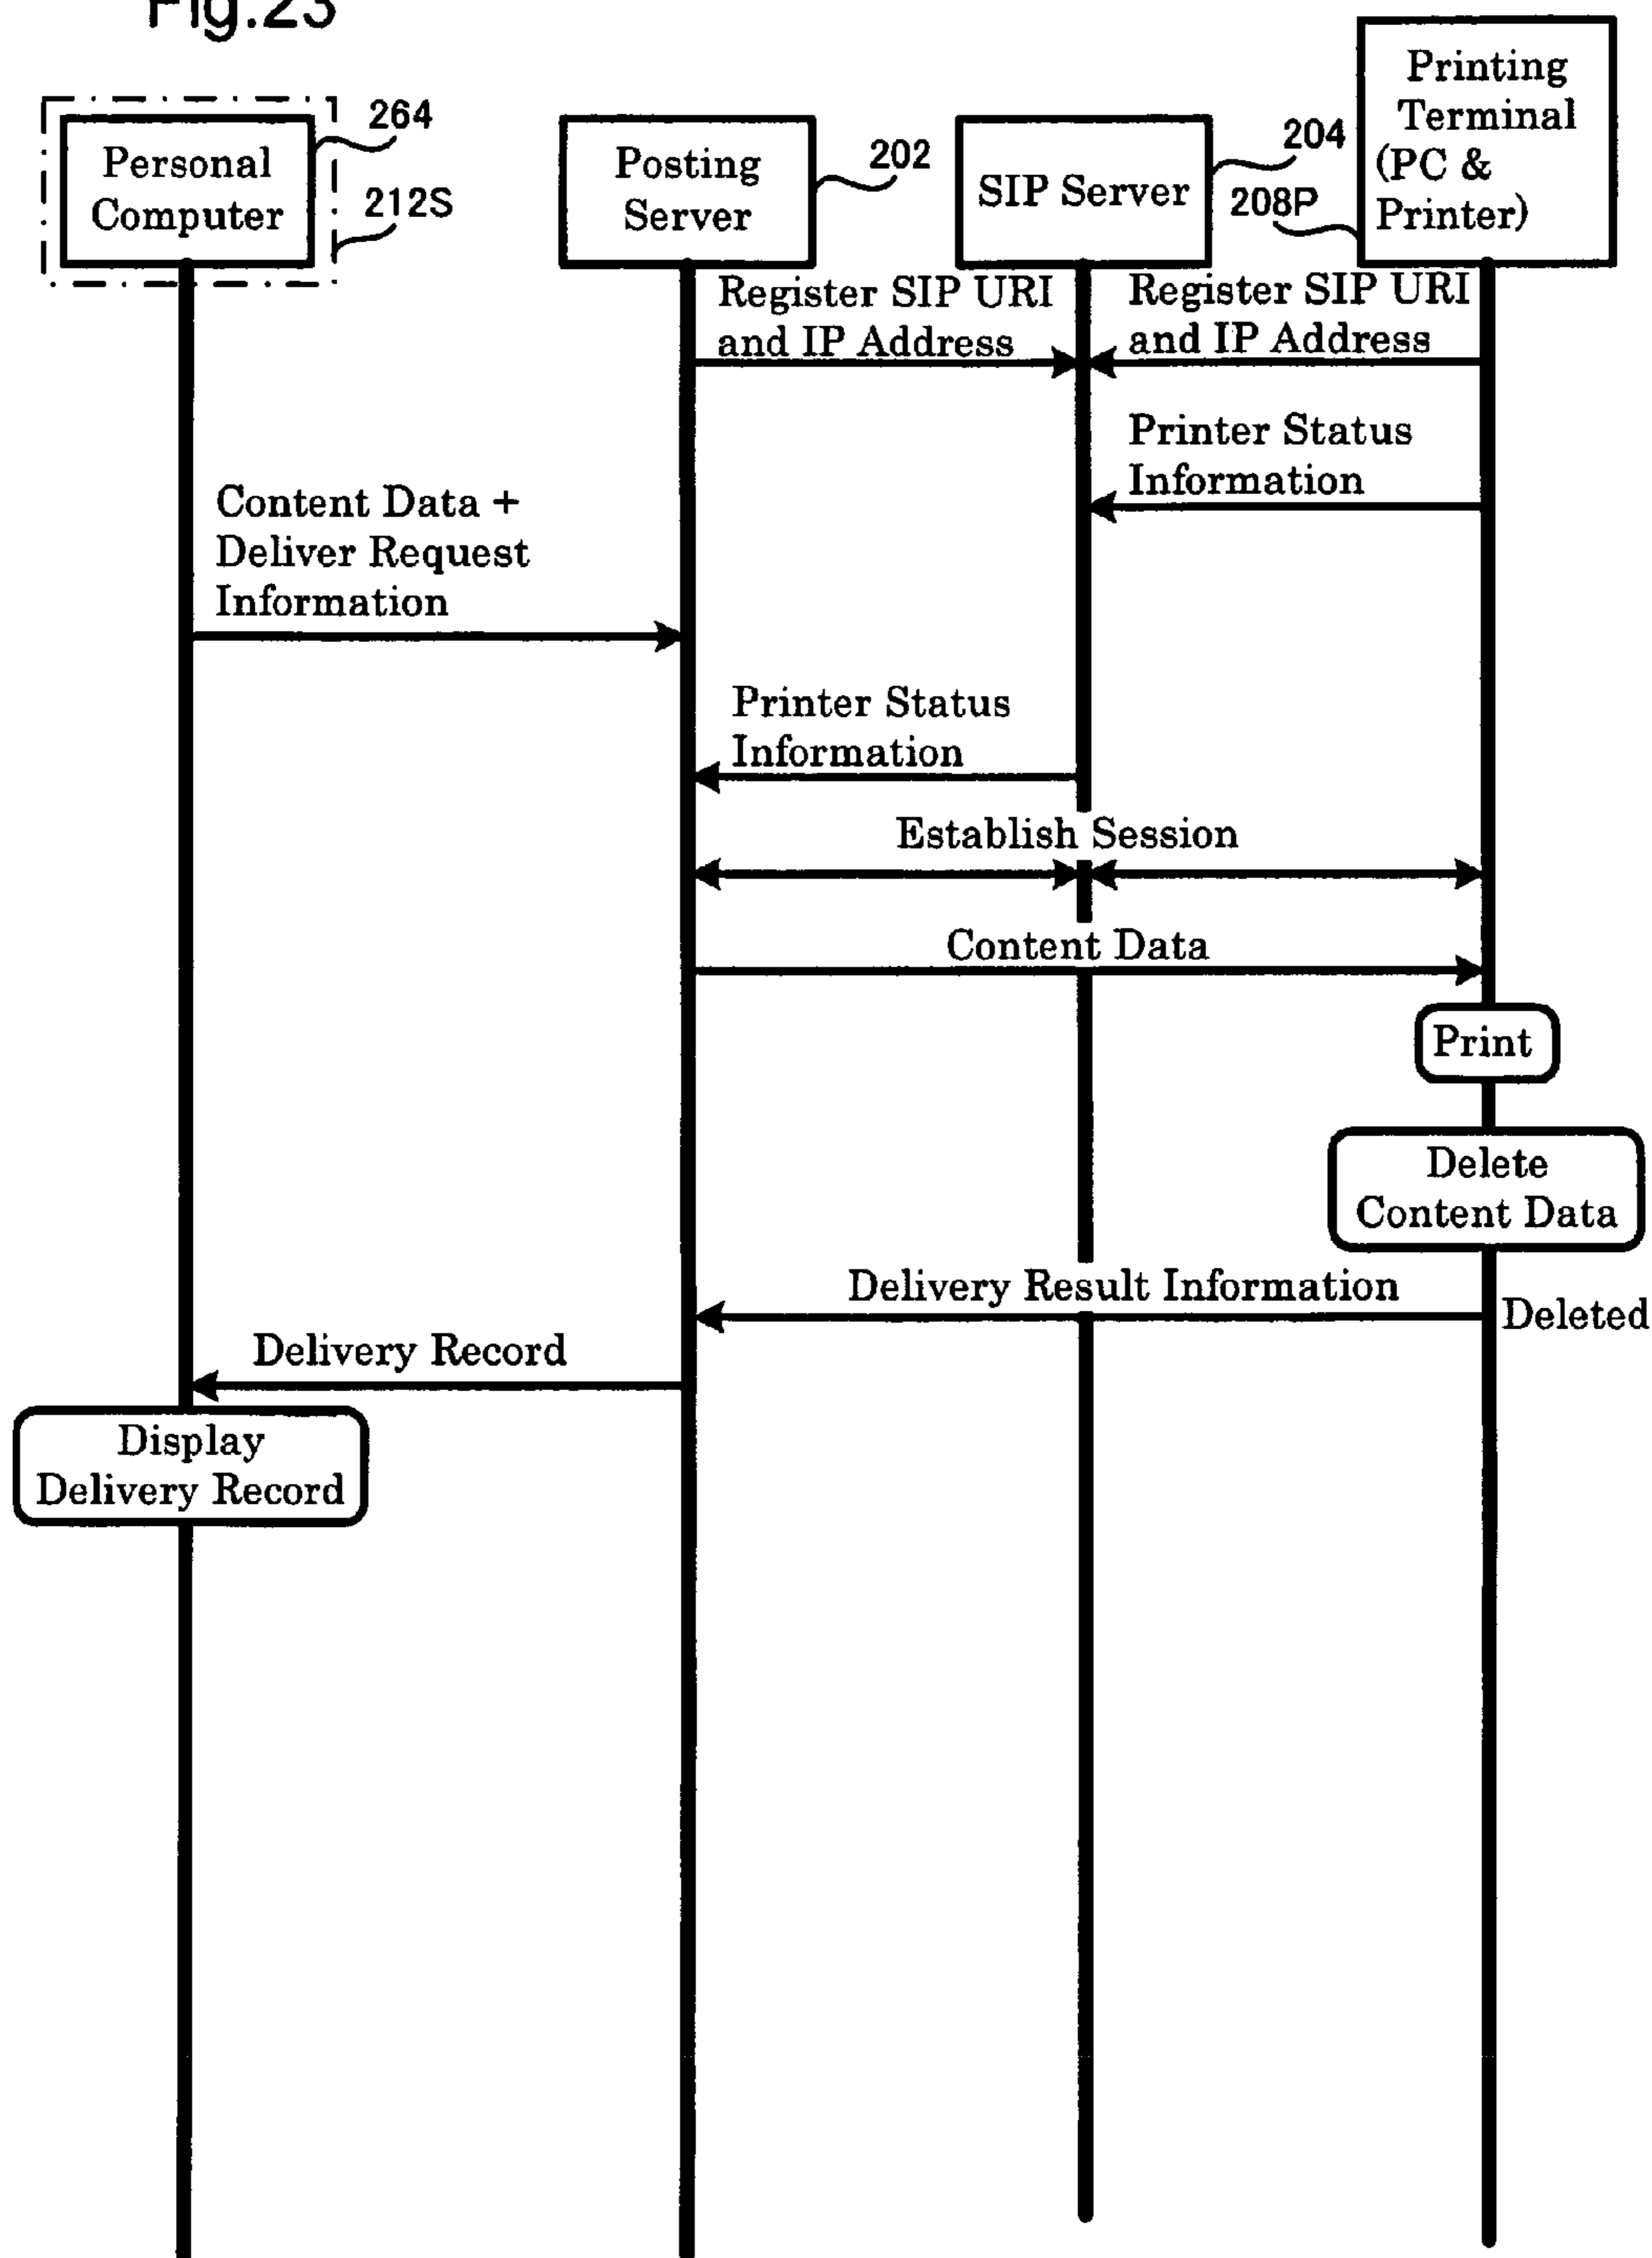 Fig.23
Printing
Terminal
(PC &
Printer)
208P
264
Personal
Computer
212S
Posting
Server
202
SIP Server
204
Register SIP URI
and IP Address
Register SIP URI
and IP Address
Printer Status
Information
Content Data +
Deliver Request
Information
Printer Status
Information
Establish Session
Content Data
Print
Delete
Content Data
Delivery Result Information
Deleted
Delivery Record
Display
Delivery Record